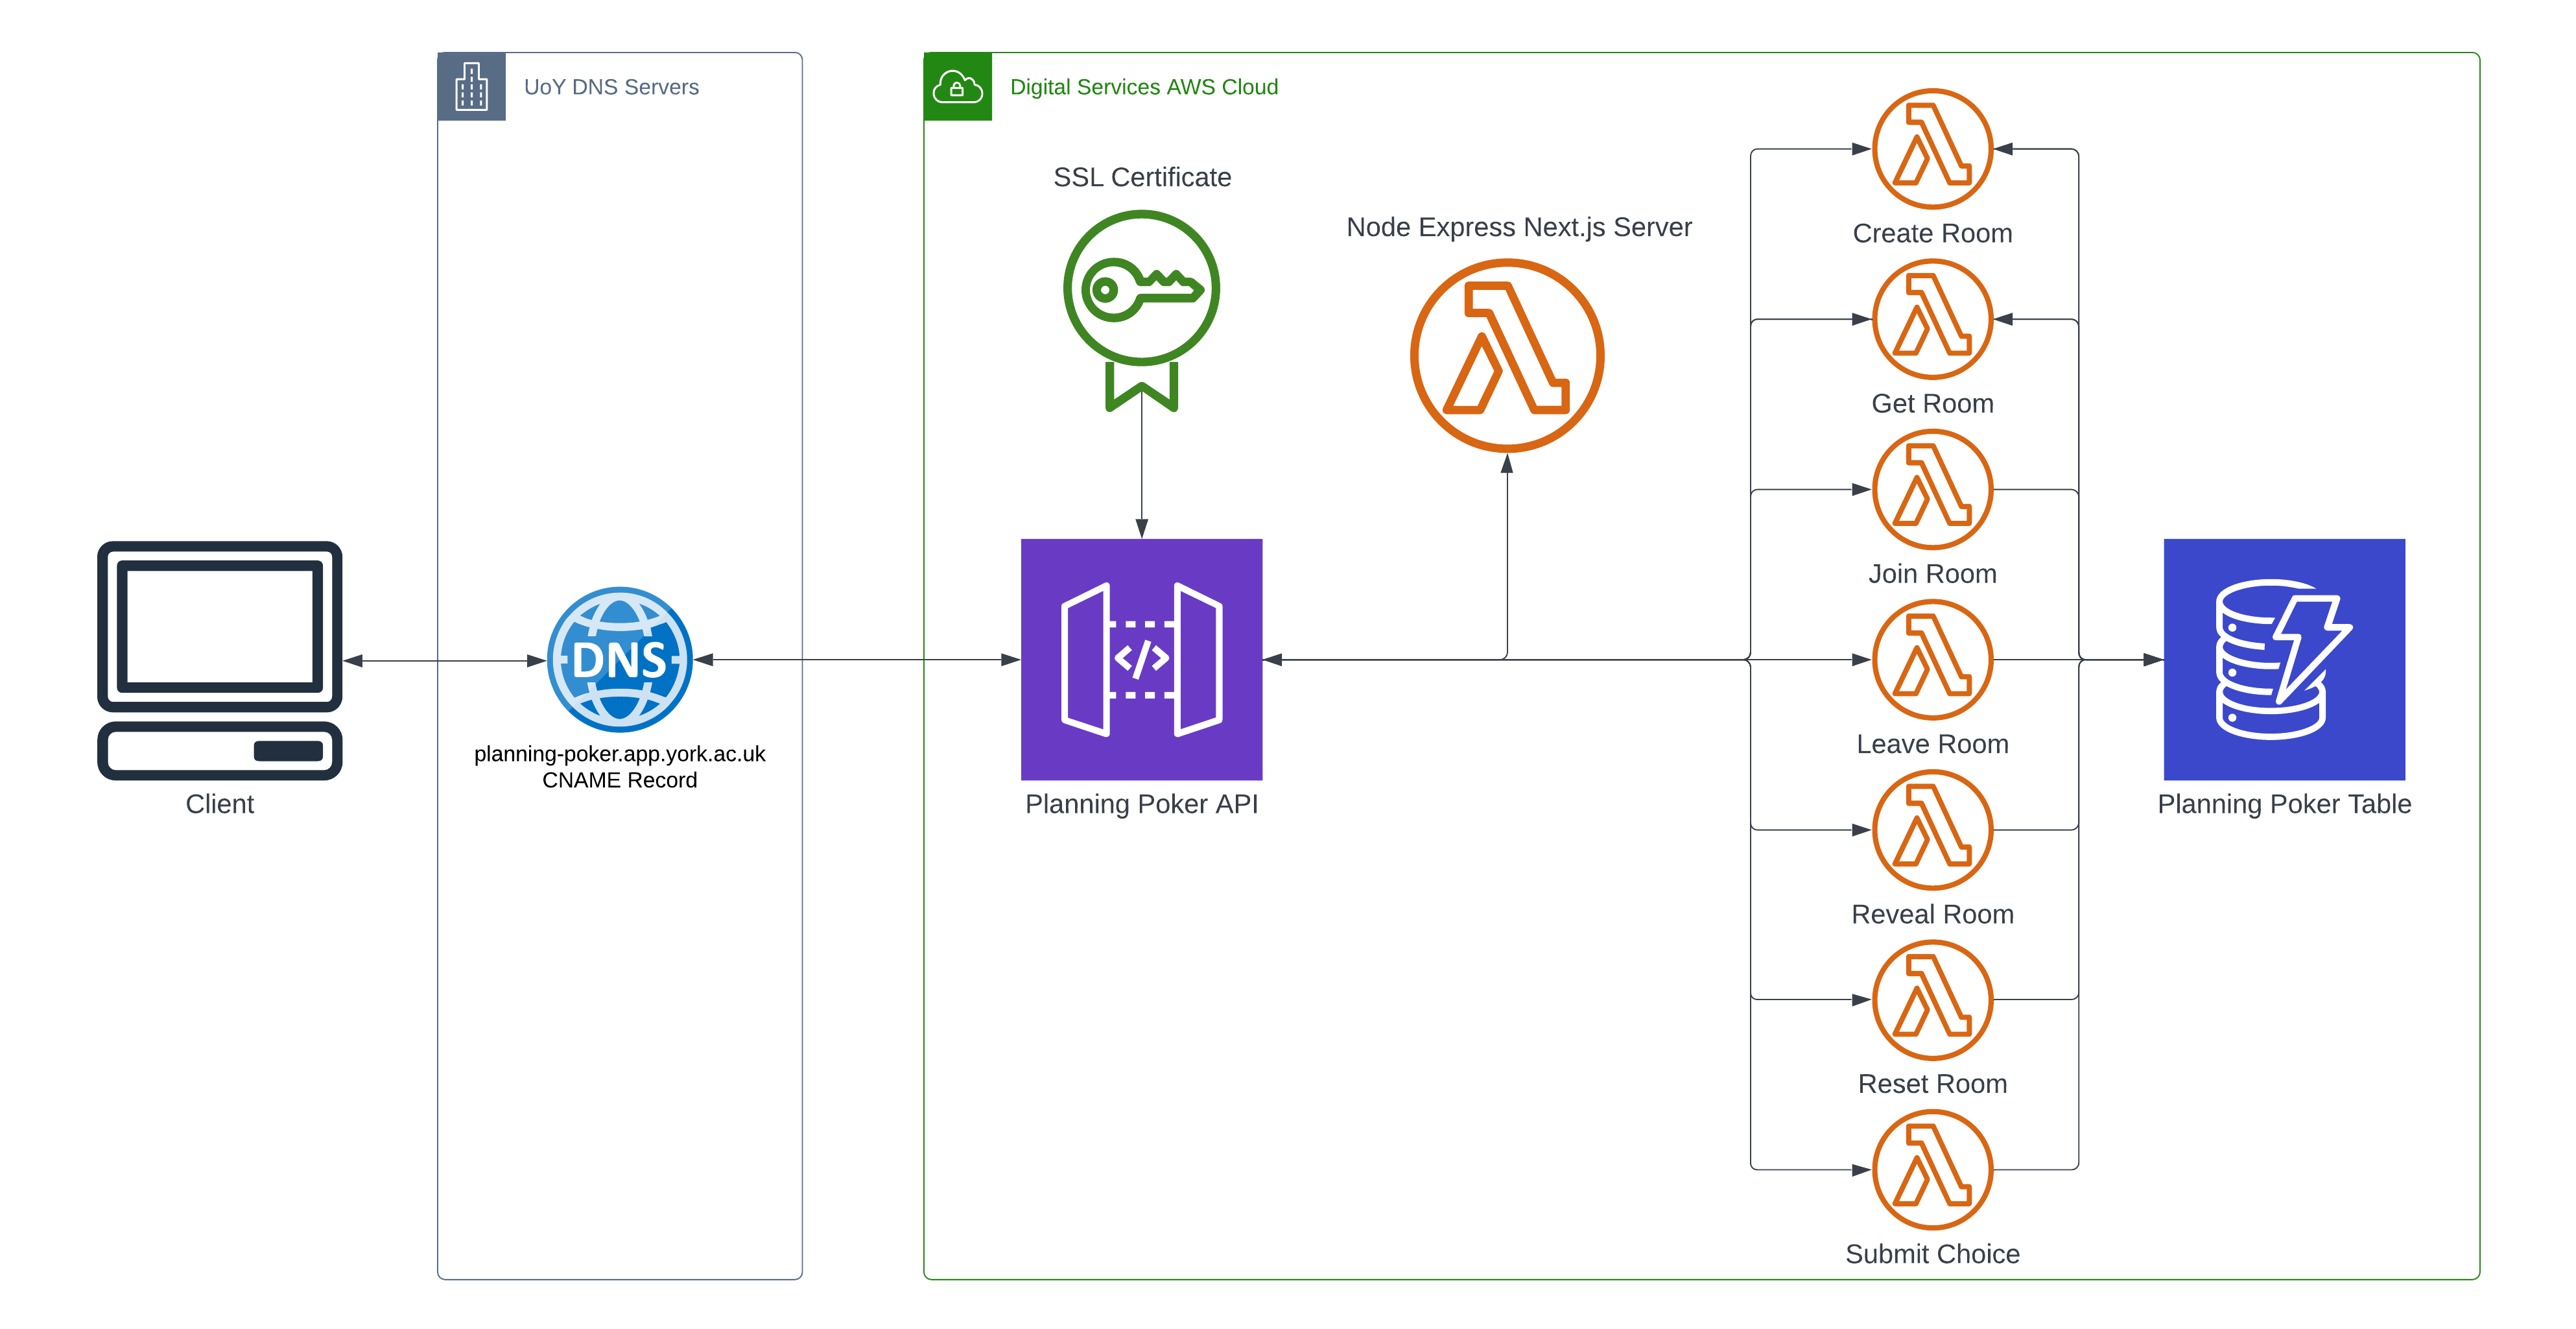 UoY DNS Servers
Digital Services AWS Cloud
SSL Certificate
Node Express Next.js Server
Create Room
Get Room
Join Room
Leave Room
Reveal Room
Reset Room
Submit Choice
DNS
planning-poker.app.york.ac.uk
CNAME Record
Client
Planning Poker API
</>
Planning Poker Table